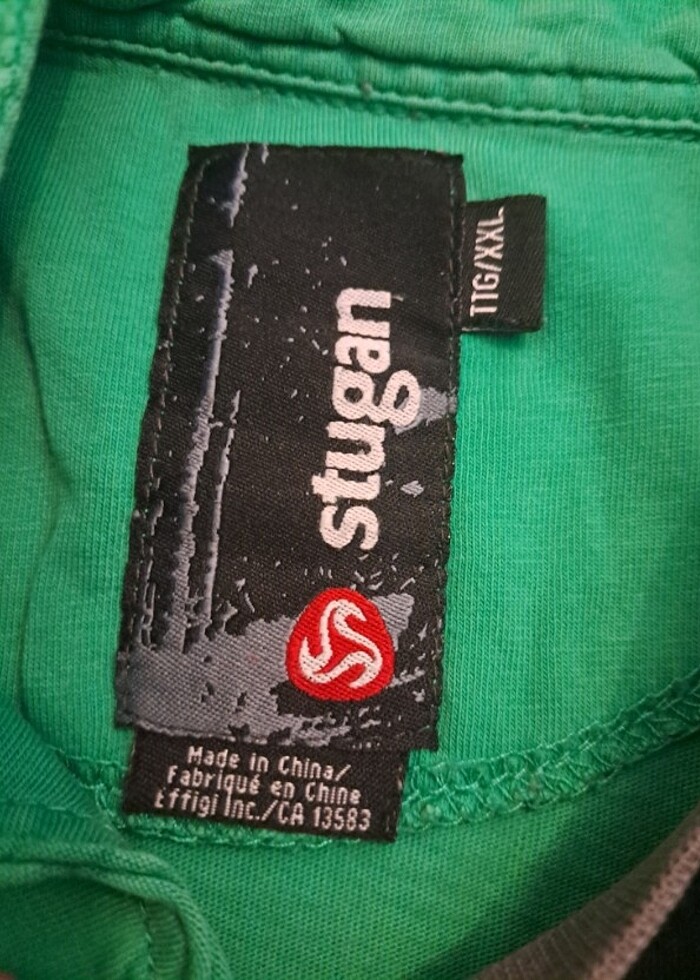 stugan
TTG/XXL
Made in China/
Fabriqué en Chine
Effigi Inc./CA 13583